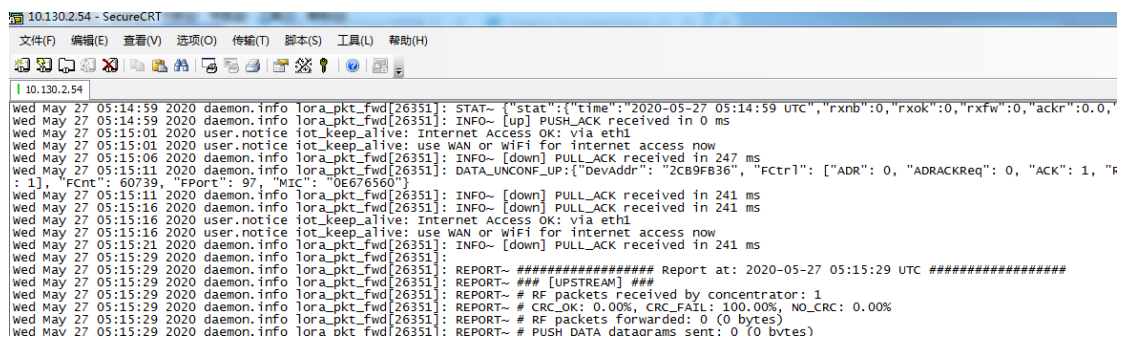 10.130.2.54 - SecureCRT
文件(F) 编辑(E) 查看(V) 选项(O) 传输(T) 脚本(S) 工具(L) 帮助(H)
10.130.2.54
Wed May 27 05:14:59 2020 daemon.info lora_pkt_fwd[26351]: STAT~ {"stat":{"time":"2020-05-27 05:14:59 UTC","rxnb":0,"rxok":0,"rxfw":0,"ackr":0.0,"
Wed May 27 05:14:59 2020 daemon.info lora_pkt_fwd[26351]: INFO~ [up] PUSH_ACK received in 0 ms
Wed May 27 05:15:01 2020 user.notice iot_keep_alive: Internet Access OK: via eth1
Wed May 27 05:15:01 2020 user.notice iot_keep_alive: use WAN or WiFi for internet access now
Wed May 27 05:15:06 2020 daemon.info lora_pkt_fwd[26351]: INFO~ [down] PULL_ACK received in 247 ms
Wed May 27 05:15:11 2020 daemon.info lora_pkt_fwd[26351]: DATA_UNCONF_UP:{"DevAddr": "2CB9FB36", "FCtrl": ["ADR": 0, "ADRACKReq": 0, "ACK": 1, "R
: 1], "FCnt": 60739, "FPort": 97, "MIC": "0E676560"}
Wed May 27 05:15:11 2020 daemon.info lora_pkt_fwd[26351]: INFO~ [down] PULL_ACK received in 241 ms
Wed May 27 05:15:16 2020 daemon.info lora_pkt_fwd[26351]: INFO~ [down] PULL_ACK received in 241 ms
Wed May 27 05:15:16 2020 user.notice iot_keep_alive: Internet Access OK: via eth1
Wed May 27 05:15:16 2020 user.notice iot_keep_alive: use WAN or WiFi for internet access now
Wed May 27 05:15:21 2020 daemon.info lora_pkt_fwd[26351]: INFO~ [down] PULL_ACK received in 241 ms
Wed May 27 05:15:29 2020 daemon.info lora_pkt_fwd[26351]:
Wed May 27 05:15:29 2020 daemon.info lora_pkt_fwd[26351]: REPORT~ ################## Report at: 2020-05-27 05:15:29 UTC ##################
Wed May 27 05:15:29 2020 daemon.info lora_pkt_fwd[26351]: REPORT~ ### [UPSTREAM] ###
Wed May 27 05:15:29 2020 daemon.info lora_pkt_fwd[26351]: REPORT~ # RF packets received by concentrator: 1
Wed May 27 05:15:29 2020 daemon.info lora_pkt_fwd[26351]: REPORT~ # CRC_OK: 0.00%, CRC_FAIL: 100.00%, NO_CRC: 0.00%
Wed May 27 05:15:29 2020 daemon.info lora_pkt_fwd[26351]: REPORT~ # RF packets forwarded: 0 (0 bytes)
Wed May 27 05:15:29 2020 daemon.info lora_pkt_fwd[26351]: REPORT~ # PUSH_DATA datagrams sent: 0 (0 bytes)